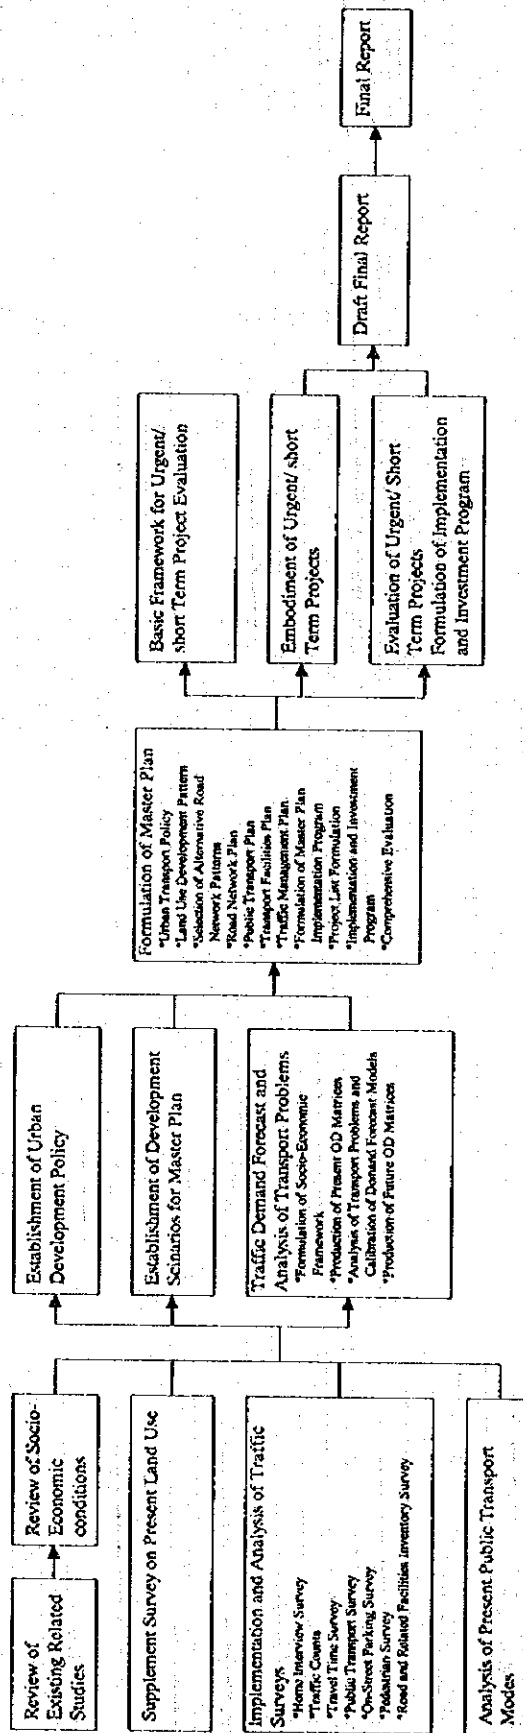 Review of
Existing Related
Studies
Review of Socio-
Economic
conditions
Supplement Survey on Present Land Use
Implementation and Analysis of Traffic
Surveys
*Home Interview Survey
*Traffic Counts
*Travel Time Survey
*Public Transport Survey
*On-Street Parking Survey
*Pedestrian Survey
*Road and Related Facilities Inventory Survey
Analysis of Present Public Transport
Modes
Establishment of Urban
Development Policy
Establishment of Development
Scinarios for Master Plan
Traffic Demand Forecast and
Analysis of Transport Problems
*Formulation of Socio-Economic
Framework
*Production of Present OD Matrices
*Analysis of Transport Problems and
Calibration of Demand Forecast Models
*Production of Future OD Matrices
Formulation of Master Plan
*Urban Transport Policy
*Land Use Development Pattern
*Selection of Alternative Road
Network Patterns
*Road Network Plan
*Public Transport Plan
*Transport Facilities Plan
*Traffic Management Plan
*Formulation of Master Plan
Implementation Program
*Project List Formulation
*Implementation and Investment
Program
*Comprehensive Evaluation
Basic Framework for Urgent/
short Term Project Evaluation
Embodiment of Urgent/ short
Term Projects
Evaluation of Urgent/ Short
Term Projects
Formulation of Implementation
and Investment Program
Draft Final Report
Final Report